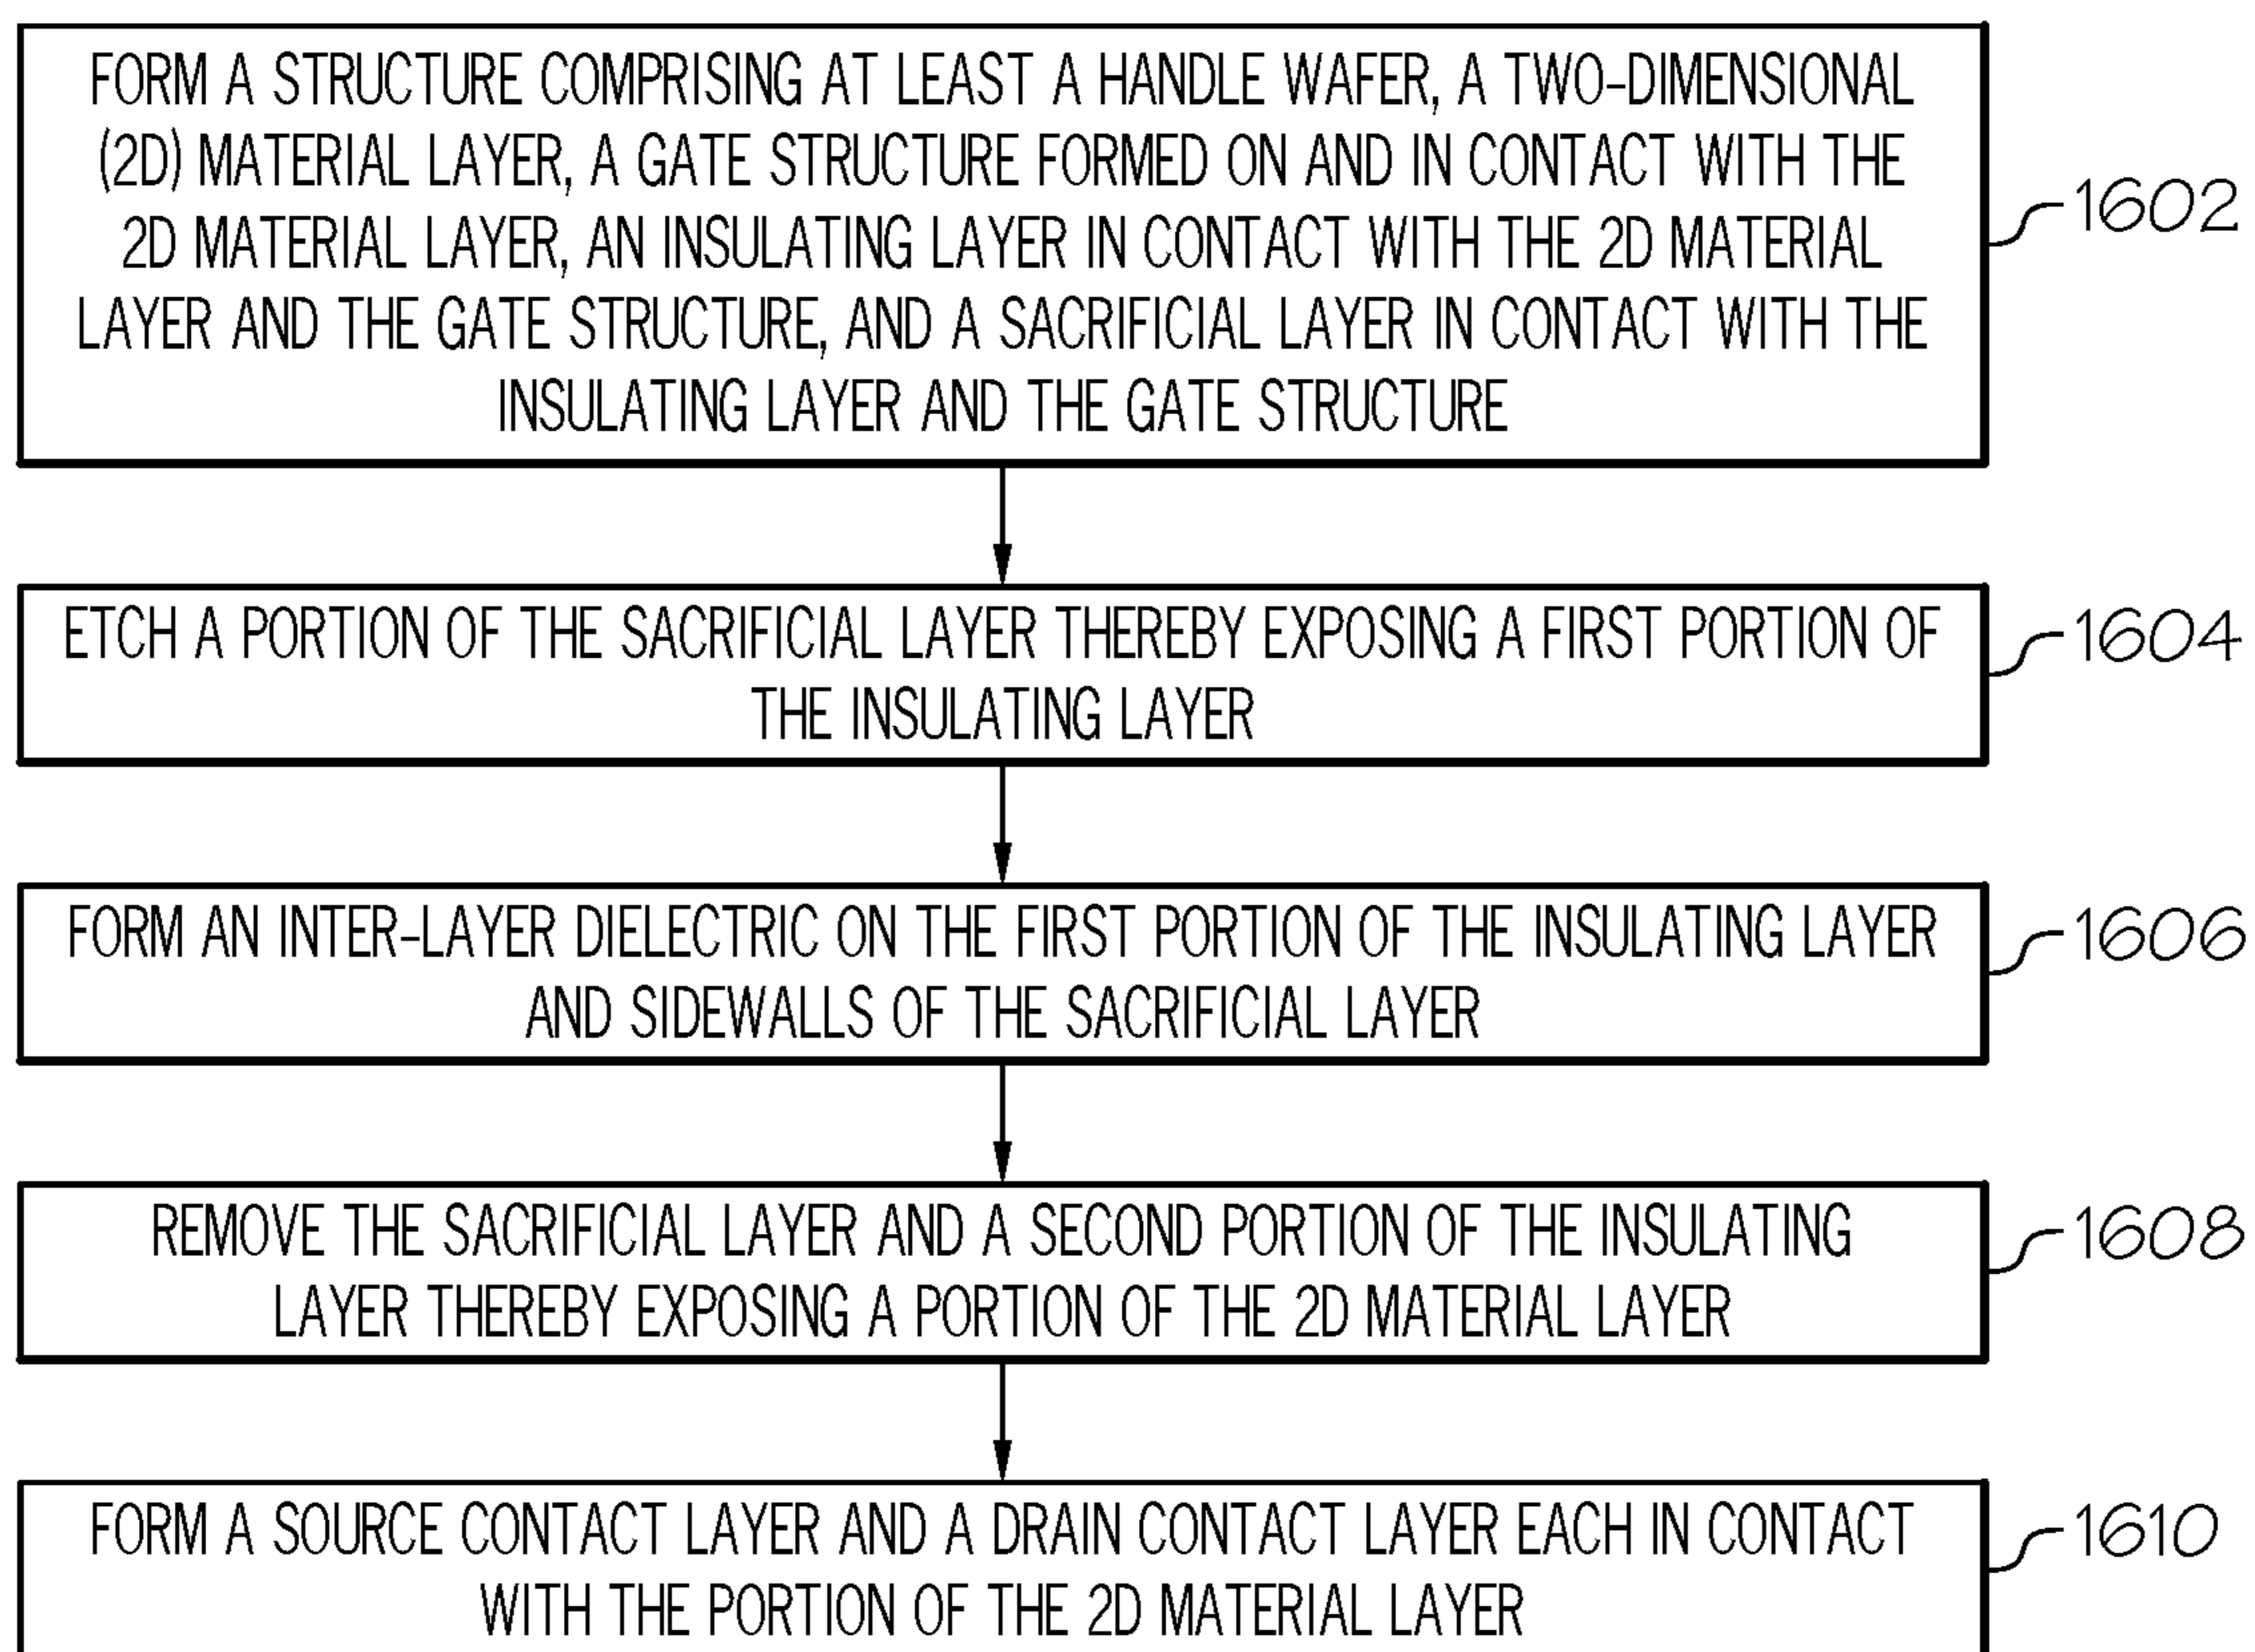 FORM A STRUCTURE COMPRISING AT LEAST A HANDLE WAFER, A TWO-DIMENSIONAL
(2D) MATERIAL LAYER, A GATE STRUCTURE FORMED ON AND IN CONTACT WITH THE
2D MATERIAL LAYER, AN INSULATING LAYER IN CONTACT WITH THE 2D MATERIAL
LAYER AND THE GATE STRUCTURE, AND A SACRIFICIAL LAYER IN CONTACT WITH THE
INSULATING LAYER AND THE GATE STRUCTURE
1602
ETCH A PORTION OF THE SACRIFICIAL LAYER THEREBY EXPOSING A FIRST PORTION OF
THE INSULATING LAYER
1604
FORM AN INTER-LAYER DIELECTRIC ON THE FIRST PORTION OF THE INSULATING LAYER
AND SIDEWALLS OF THE SACRIFICIAL LAYER
1606
REMOVE THE SACRIFICIAL LAYER AND A SECOND PORTION OF THE INSULATING
LAYER THEREBY EXPOSING A PORTION OF THE 2D MATERIAL LAYER
1608
FORM A SOURCE CONTACT LAYER AND A DRAIN CONTACT LAYER EACH IN CONTACT
WITH THE PORTION OF THE 2D MATERIAL LAYER
1610